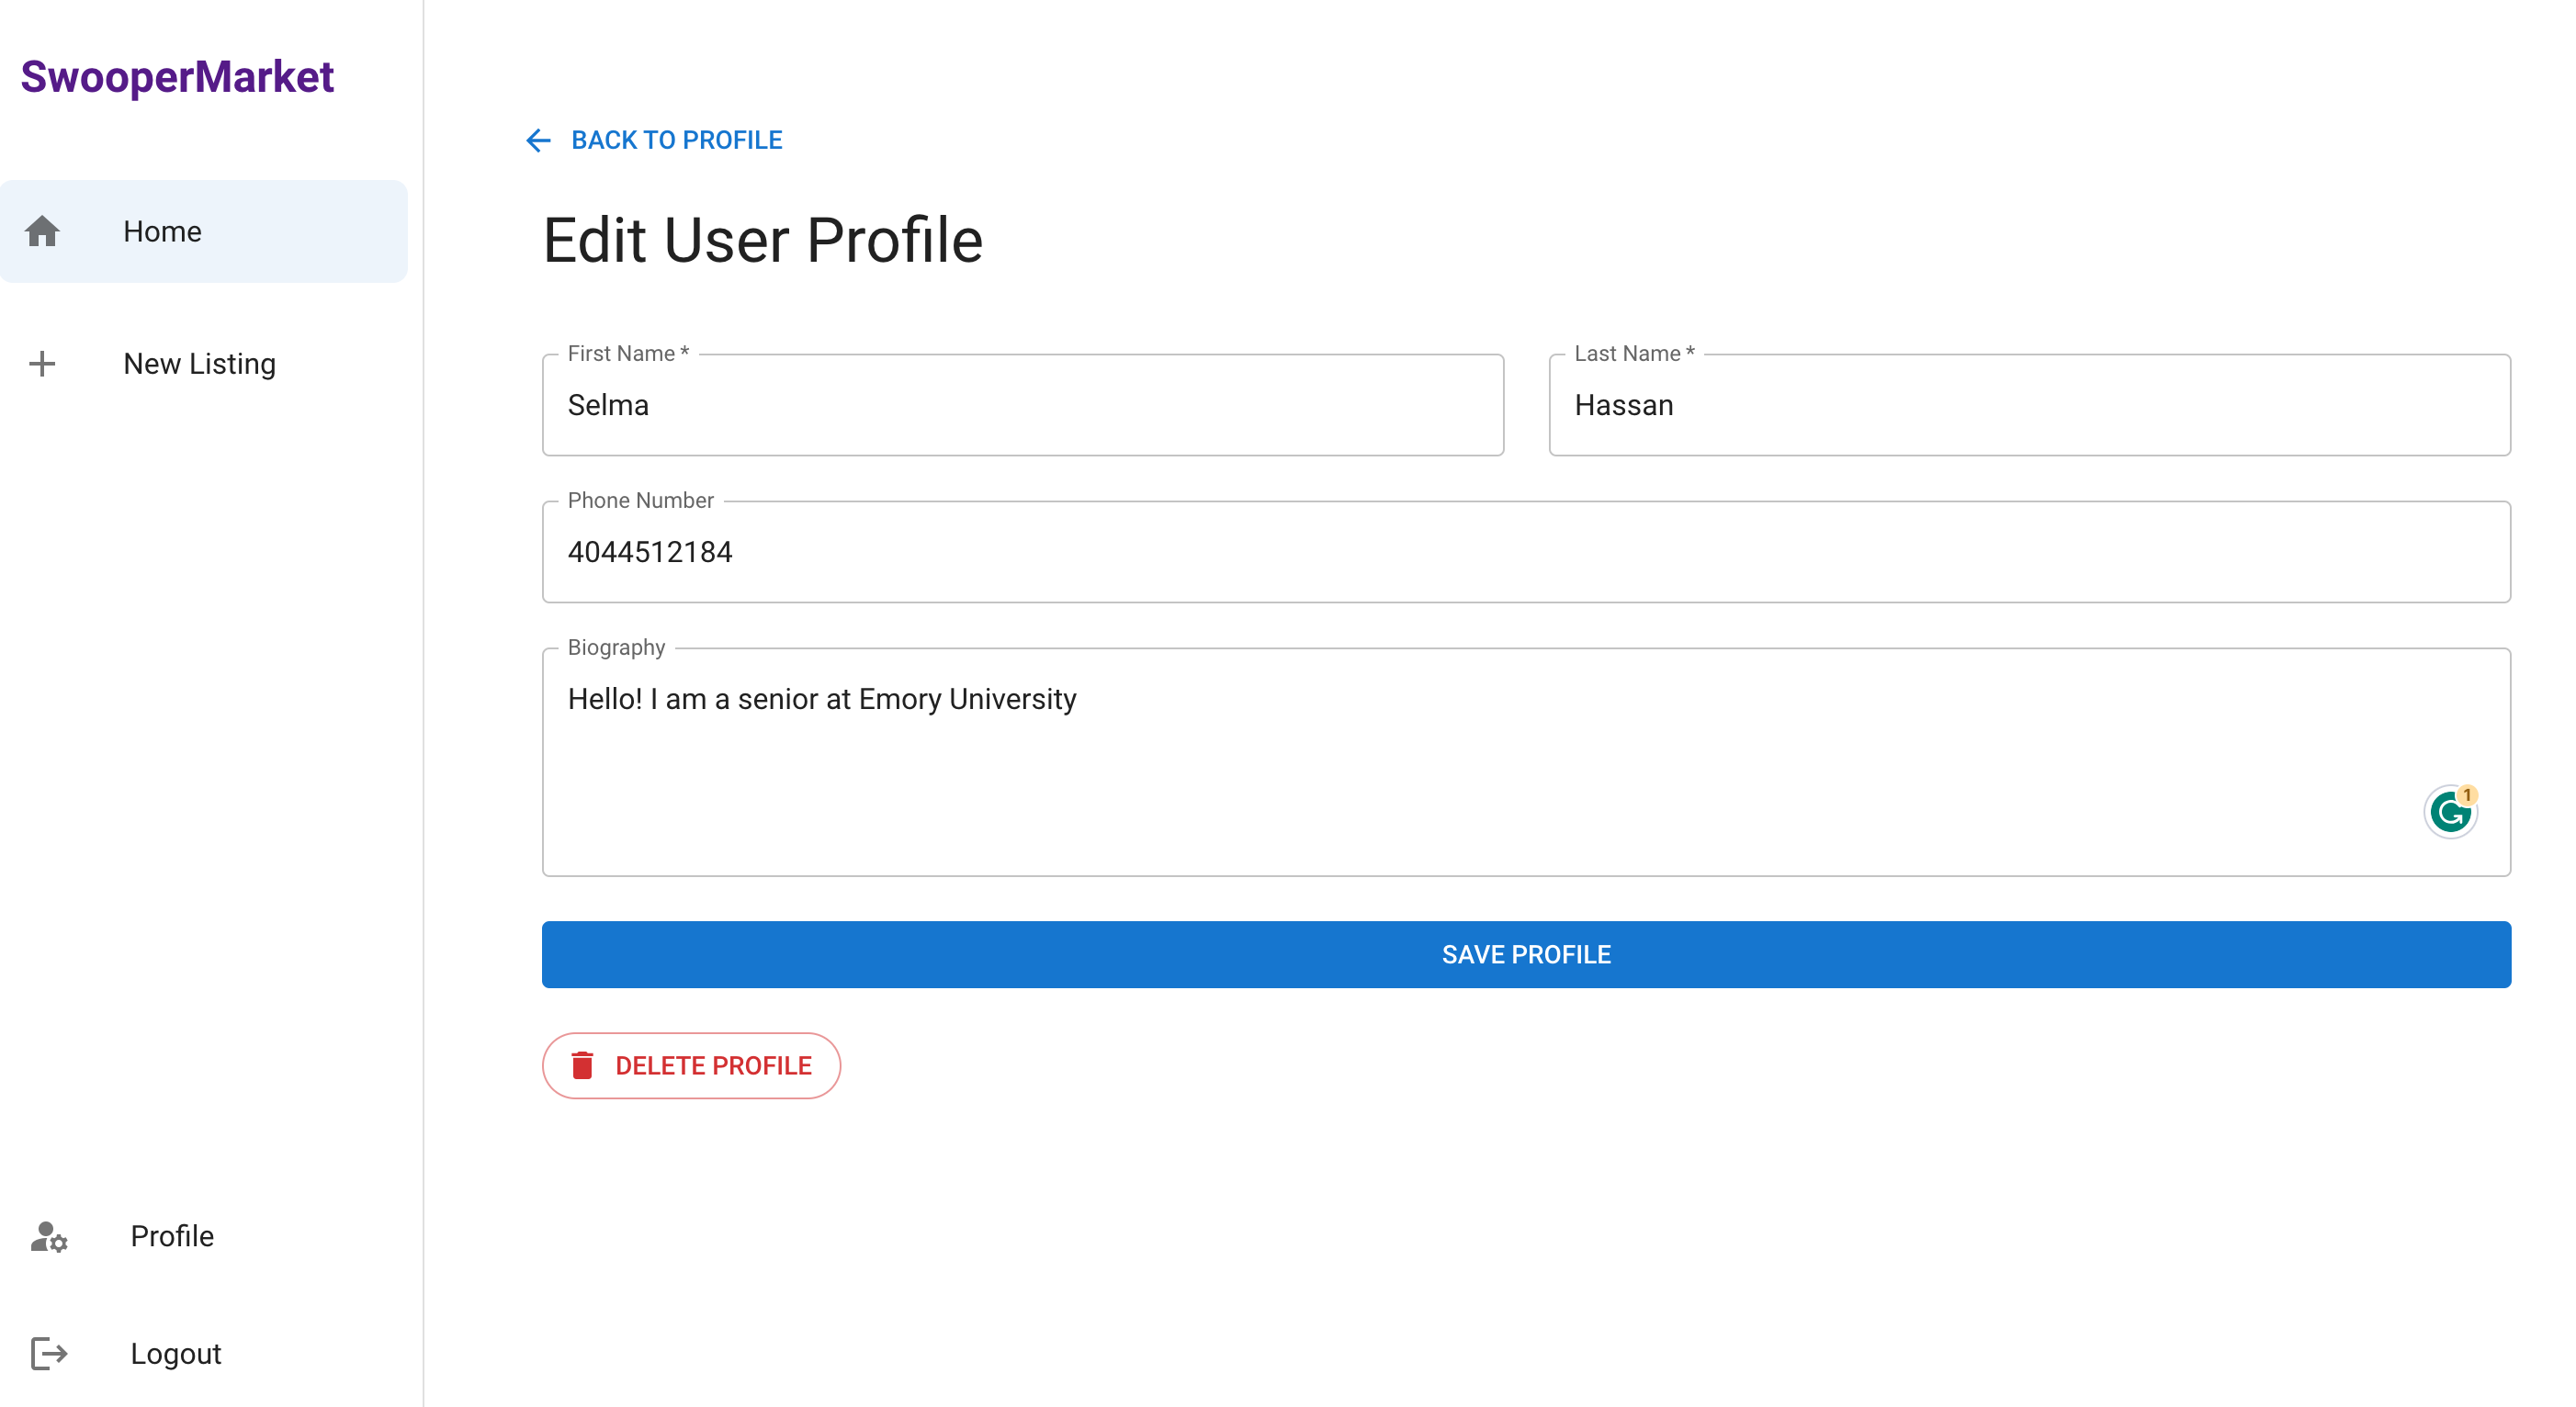 SwooperMarket
Home
New Listing
Profile
Logout
BACK TO PROFILE
Edit User Profile
First Name *
Selma
Last Name *
Hassan
Phone Number
4044512184
Biography
Hello! I am a senior at Emory University
1
SAVE PROFILE
DELETE PROFILE